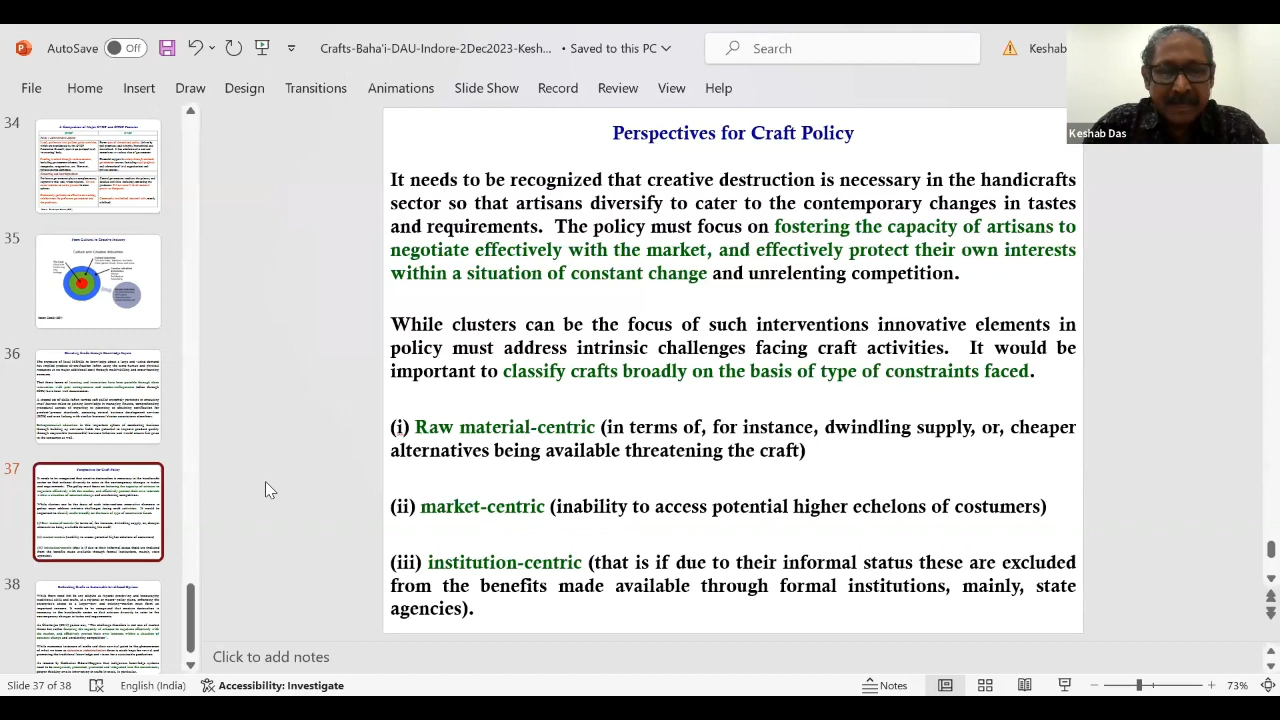 AutoSave
Off
Crafts-Baha'i-DAU-Indore-2Dec2023-Kesh... • Saved to this PC
Search
Keshab
File
Home
Insert
Draw
Design
Transitions
Animations
Slide Show
Record
Review
View
Help
Keshab Das
34
35
36
37
38
Perspectives for Craft Policy
It needs to be recognized that creative dynamism is necessary in the handicrafts
sector so that artisans diversify to cater to the contemporary changes in tastes
and requirements. The policy must focus on fostering the capacity of artisans to
negotiate effectively with the market, and effectively protect their own interests
within a situation of constant change and unrelenting competition.
While clusters can be the focus of such interventions innovative elements in
policy must address intrinsic challenges facing craft activities. It would be
important to classify crafts broadly on the basis of type of constraints faced.
(i) Raw material-centric (in terms of, for instance, dwindling supply, or, cheaper
alternatives being available threatening the craft)
(ii) market-centric (inability to access potential higher echelons of costumers)
(iii) institution-centric (that is if due to their informal status these are excluded
from the benefits made available through formal institutions, mainly, state
agencies).
Click to add notes
Slide 37 of 38
English (India)
Accessibility: Investigate
Notes
73%